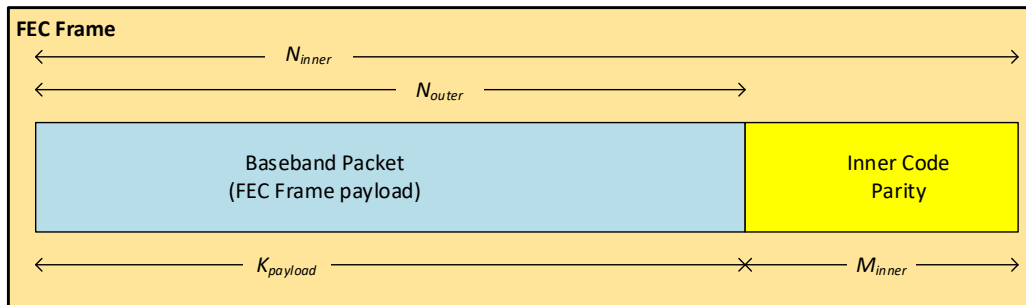 FEC Frame
N_inner
N_outer
Baseband Packet
(FEC Frame payload)
Inner Code
Parity
K_payload
M_inner